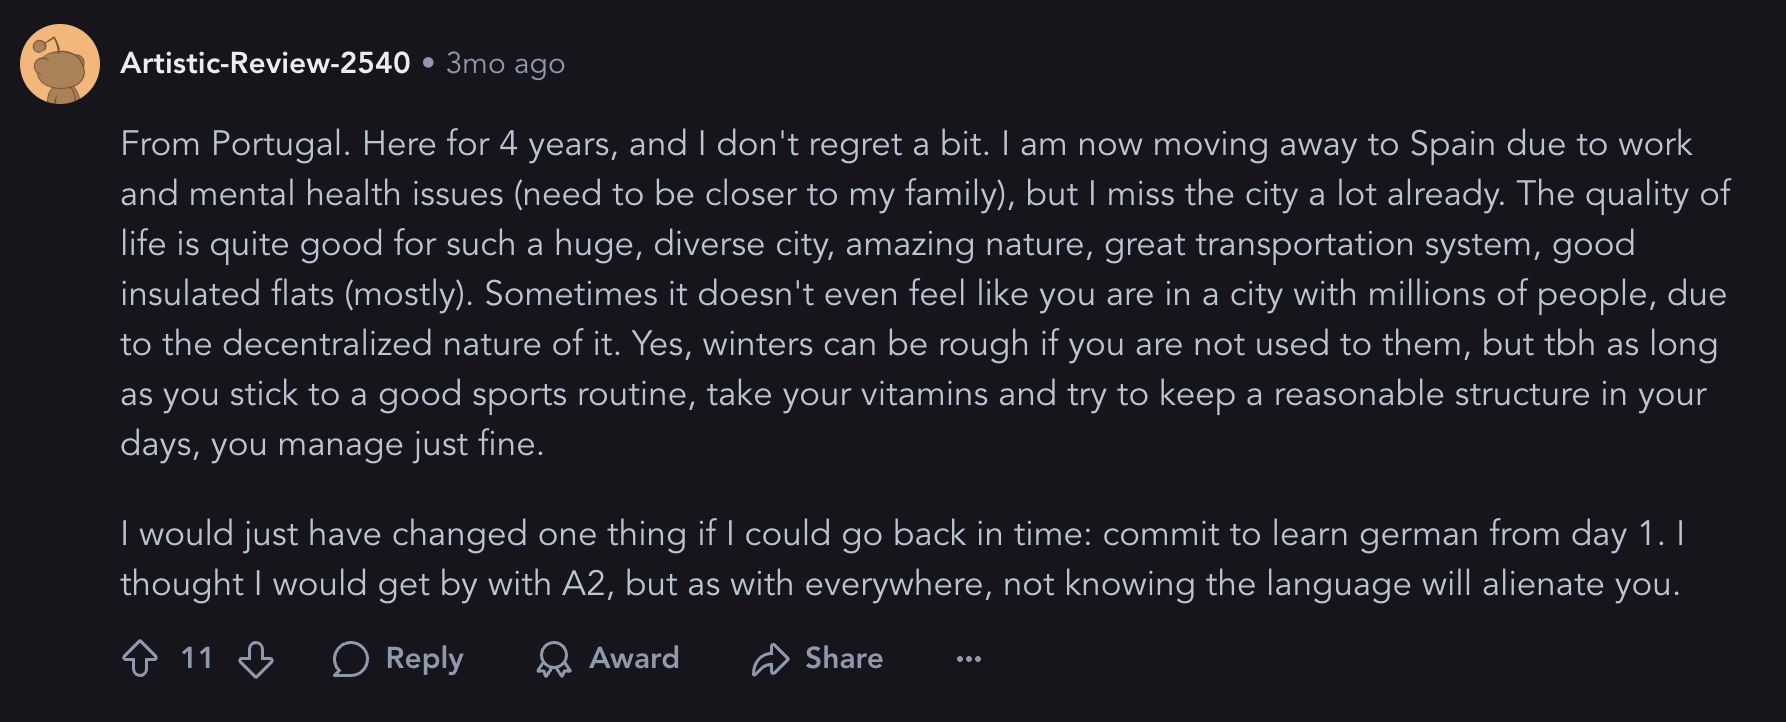 Artistic-Review-2540 • 3mo ago
From Portugal. Here for 4 years, and I don't regret a bit. I am now moving away to Spain due to work
and mental health issues (need to be closer to my family), but I miss the city a lot already. The quality of
life is quite good for such a huge, diverse city, amazing nature, great transportation system, good
insulated flats (mostly). Sometimes it doesn't even feel like you are in a city with millions of people, due
to the decentralized nature of it. Yes, winters can be rough if you are not used to them, but tbh as long
as you stick to a good sports routine, take your vitamins and try to keep a reasonable structure in your
days, you manage just fine.
I would just have changed one thing if I could go back in time: commit to learn german from day 1. I
thought I would get by with A2, but as with everywhere, not knowing the language will alienate you.
11 Reply Award Share ...